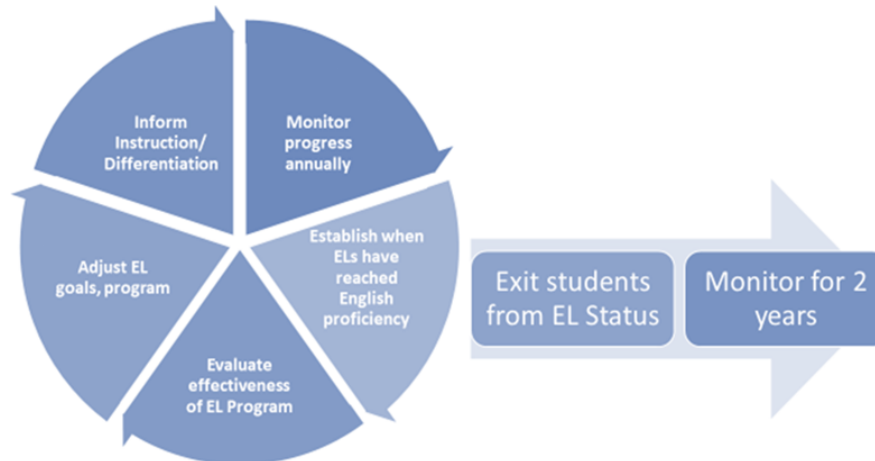 Inform
Instruction/
Differentiation
Monitor
progress
annually
Establish when
ELs have
reached
English
proficiency
Evaluate
effectiveness
of EL Program
Adjust EL
goals, program
Exit students
from EL Status
Monitor for 2
years